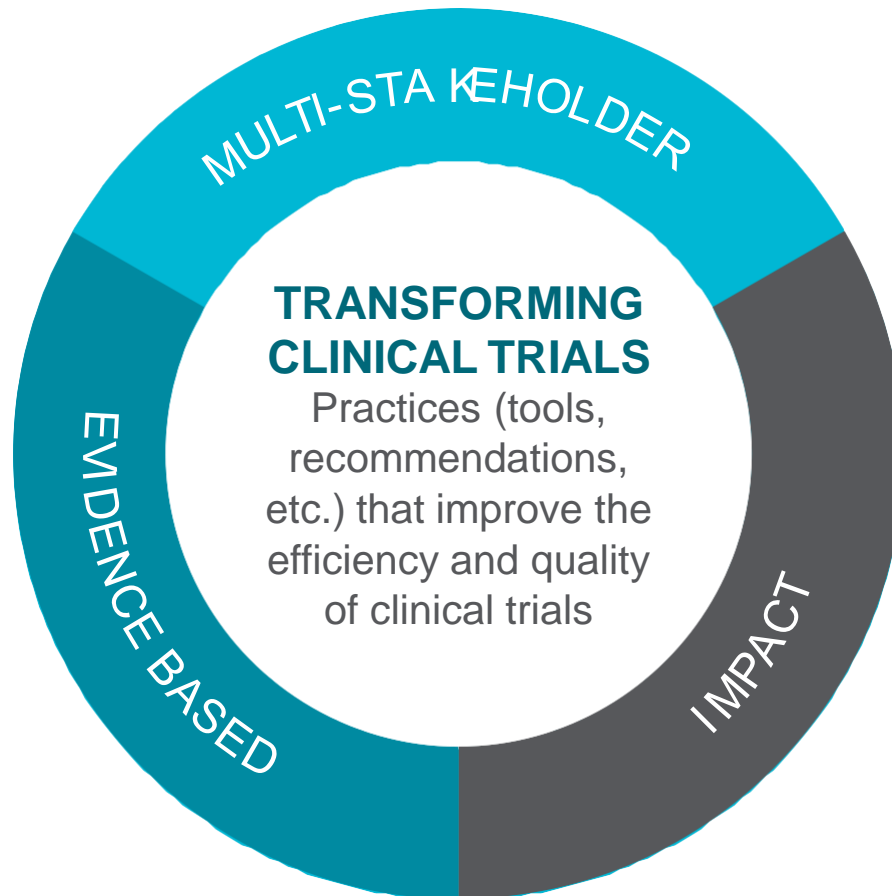 MULTI-STAKEHOLDER
TRANSFORMING
CLINICAL TRIALS
Practices (tools,
recommendations,
etc.) that improve the
efficiency and quality
of clinical trials
EVIDENCE BASED
IMPACT